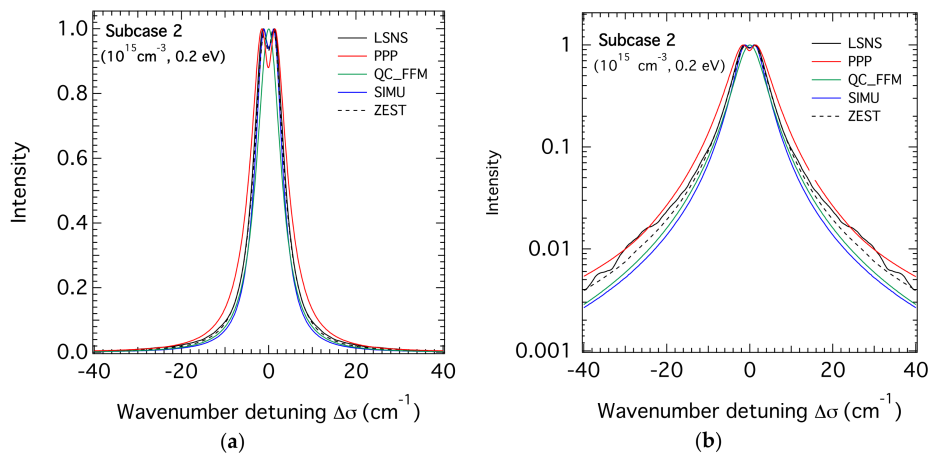 Subcase 2
(10^15 cm^-3, 0.2 eV)
LSNS
PPP
QC_FFM
SIMU
ZEST
1.0
0.8
0.6
0.4
0.2
0.0
Intensity
-40
-20
0
20
40
Wavenumber detuning Δσ (cm^-1)
(a)
Subcase 2
(10^15 cm^-3, 0.2 eV)
LSNS
PPP
QC_FFM
SIMU
ZEST
1
0.1
0.01
0.001
Intensity
-40
-20
0
20
40
Wavenumber detuning Δσ (cm^-1)
(b)